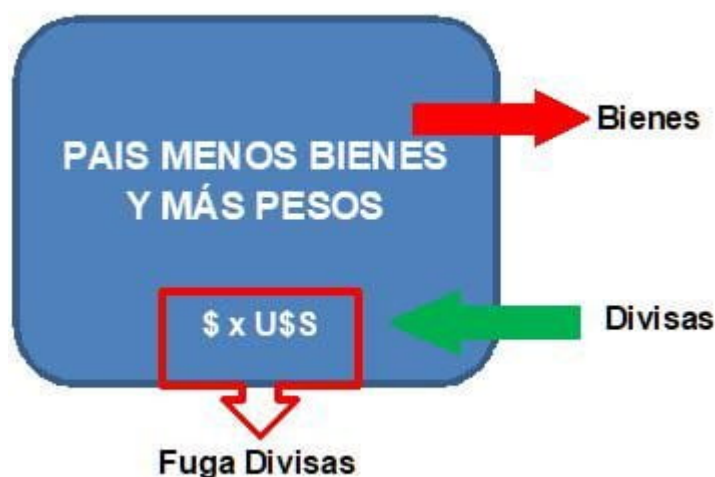 Bienes
PAIS MENOS BIENES
Y MÁS PESOS
$ x U$S
Divisas
Fuga Divisas